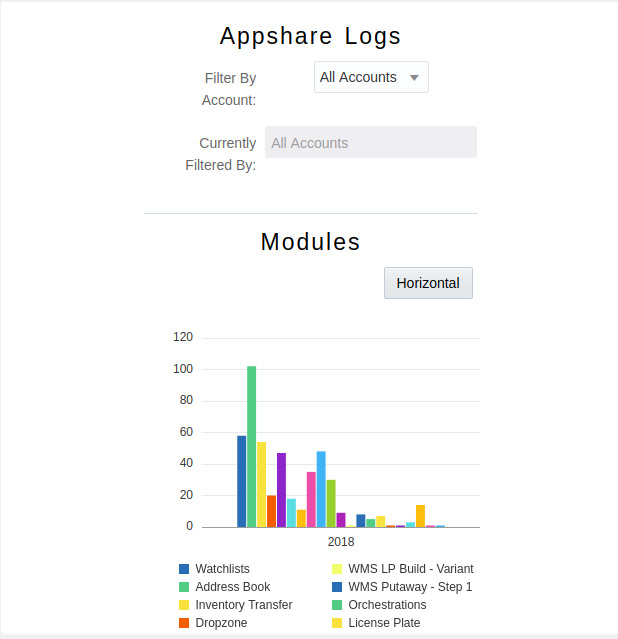 Appshare Logs
Filter By
Account:
All Accounts
Currently
Filtered By:
All Accounts
Modules
Horizontal
120
100
80
60
40
20
0
2018
Watchlists
WMS LP Build - Variant
Address Book
WMS Putaway - Step 1
Inventory Transfer
Orchestrations
Dropzone
License Plate